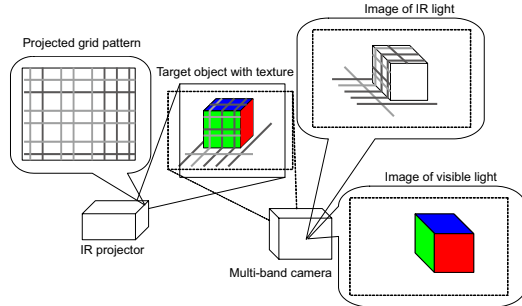 Image of IR light
Projected grid pattern
Target object with texture
Image of visible light
IR projector
Multi-band camera